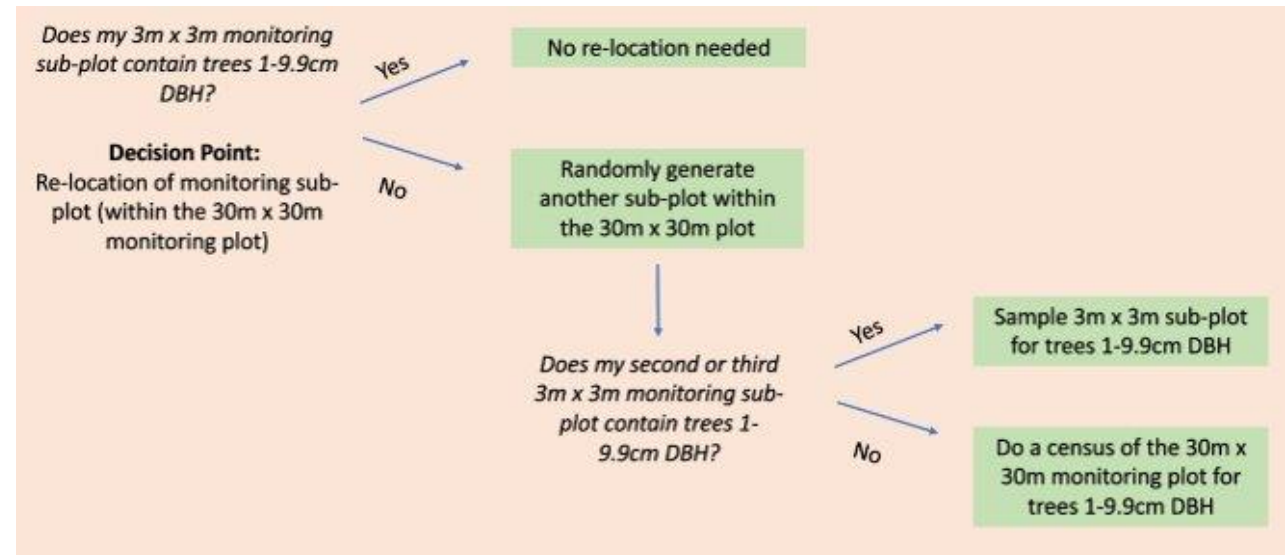 Does my 3m x 3m monitoring
sub-plot contain trees 1-9.9cm
DBH?
Decision Point:
Re-location of monitoring sub-
plot (within the 30m x 30m
monitoring plot)
Yes
No
No re-location needed
Randomly generate
another sub-plot within
the 30m x 30m plot
Does my second or third
3m x 3m monitoring sub-
plot contain trees 1-
9.9cm DBH?
Yes
No
Sample 3m x 3m sub-plot
for trees 1-9.9cm DBH
Do a census of the 30m x
30m monitoring plot for
trees 1-9.9cm DBH